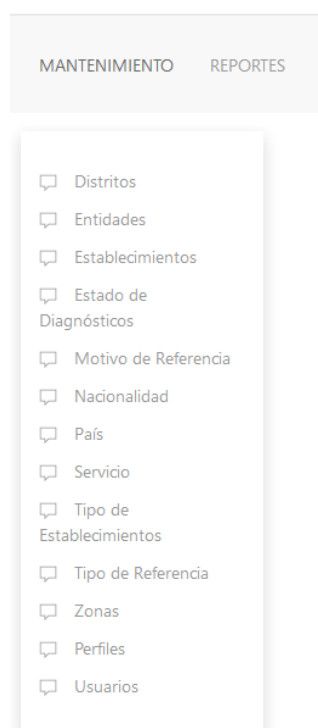 MANTENIMIENTO REPORTES
Distritos
Entidades
Establecimientos
Estado de
Diagnósticos
Motivo de Referencia
Nacionalidad
País
Servicio
Tipo de
Establecimientos
Tipo de Referencia
Zonas
Perfiles
Usuarios